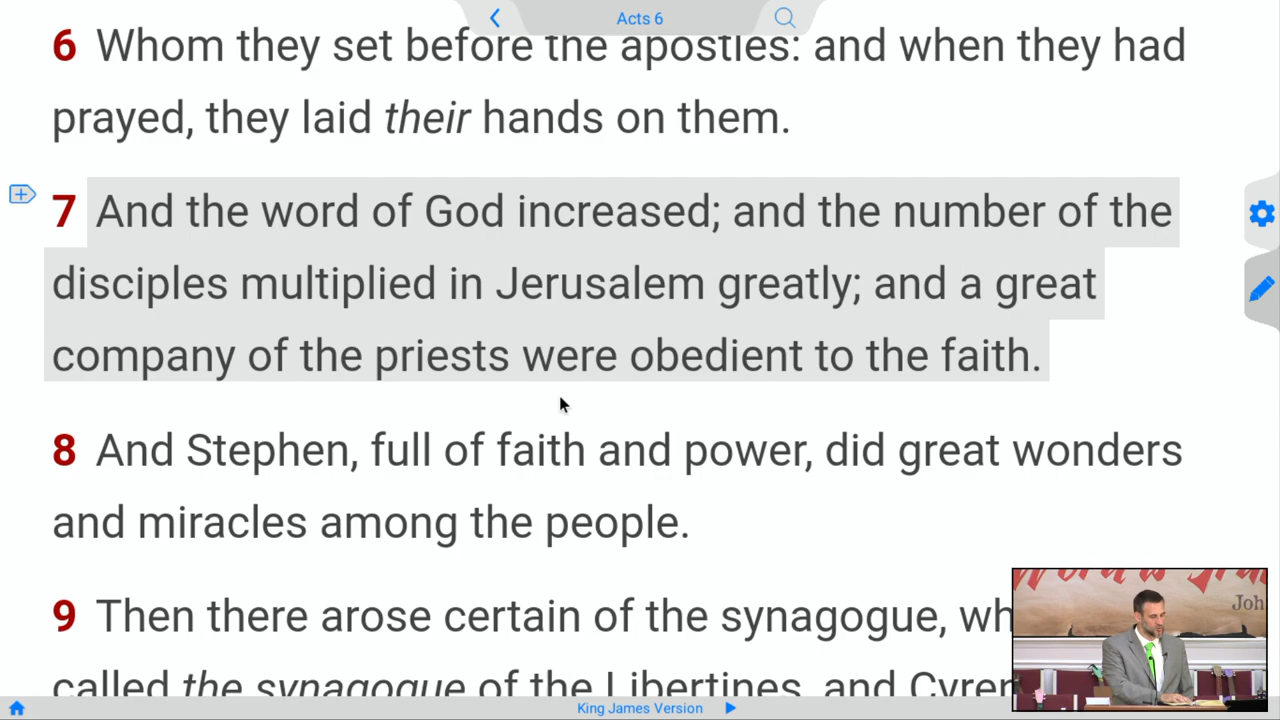 Acts 6
6 Whom they set before the apostles: and when they had
prayed, they laid their hands on them.
7 And the word of God increased; and the number of the
disciples multiplied in Jerusalem greatly; and a great
company of the priests were obedient to the faith.
8 And Stephen, full of faith and power, did great wonders
and miracles among the people.
9 Then there arose certain of the synagogue, wh
called the synagogue of the Libertines, and Cyren
Word is
Joh
King James Version